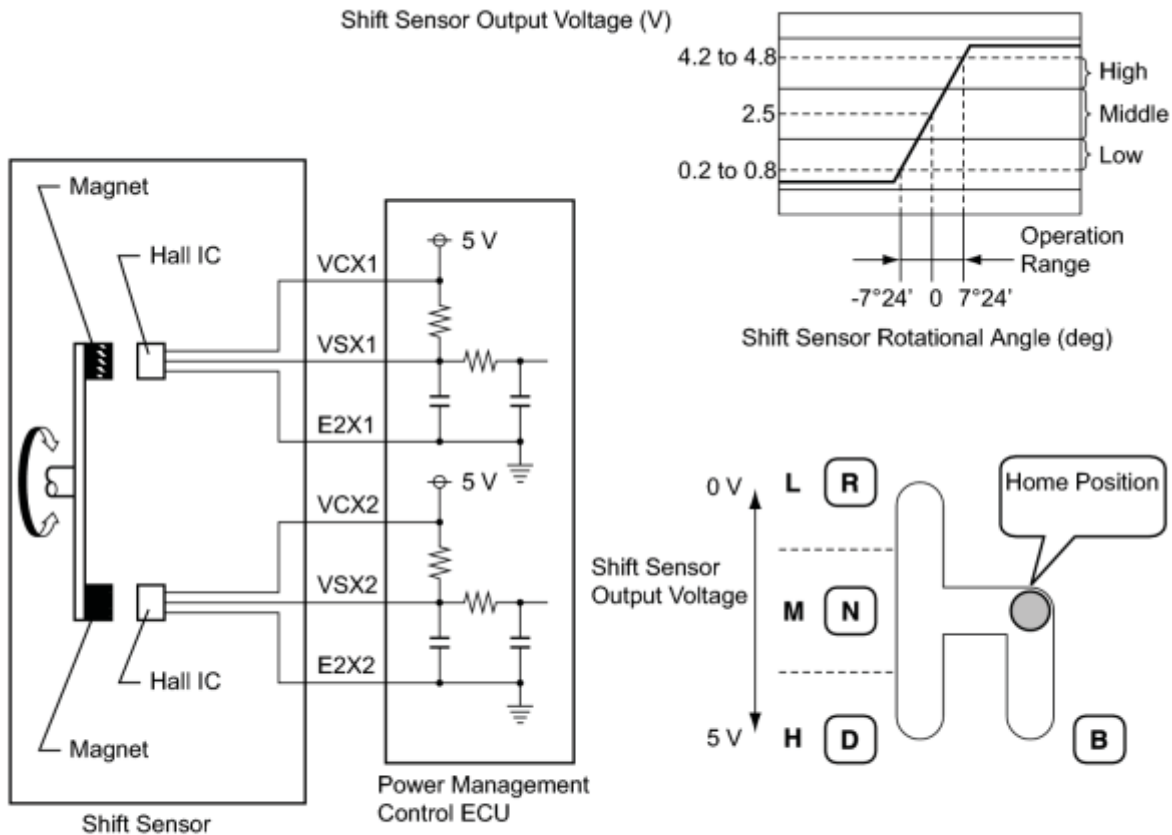 Shift Sensor Output Voltage (V)
4.2 to 4.8
High
2.5
Middle
Low
0.2 to 0.8
Operation
Range
-7°24' 0 7°24'
Shift Sensor Rotational Angle (deg)
Magnet
Hall IC
VCX1
5 V
VSX1
E2X1
VCX2
5 V
VSX2
E2X2
Hall IC
Magnet
Shift Sensor
Power Management
Control ECU
0 V
L R
Home Position
Shift Sensor
Output Voltage
M N
5 V
H D
B